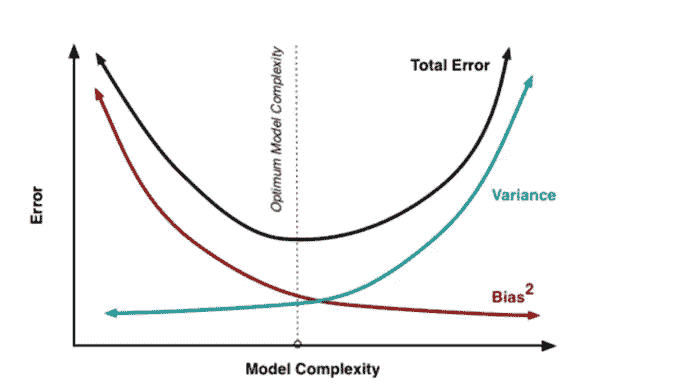 Total Error
Optimum Model Complexity
Variance
Error
Bias2
Model Complexity